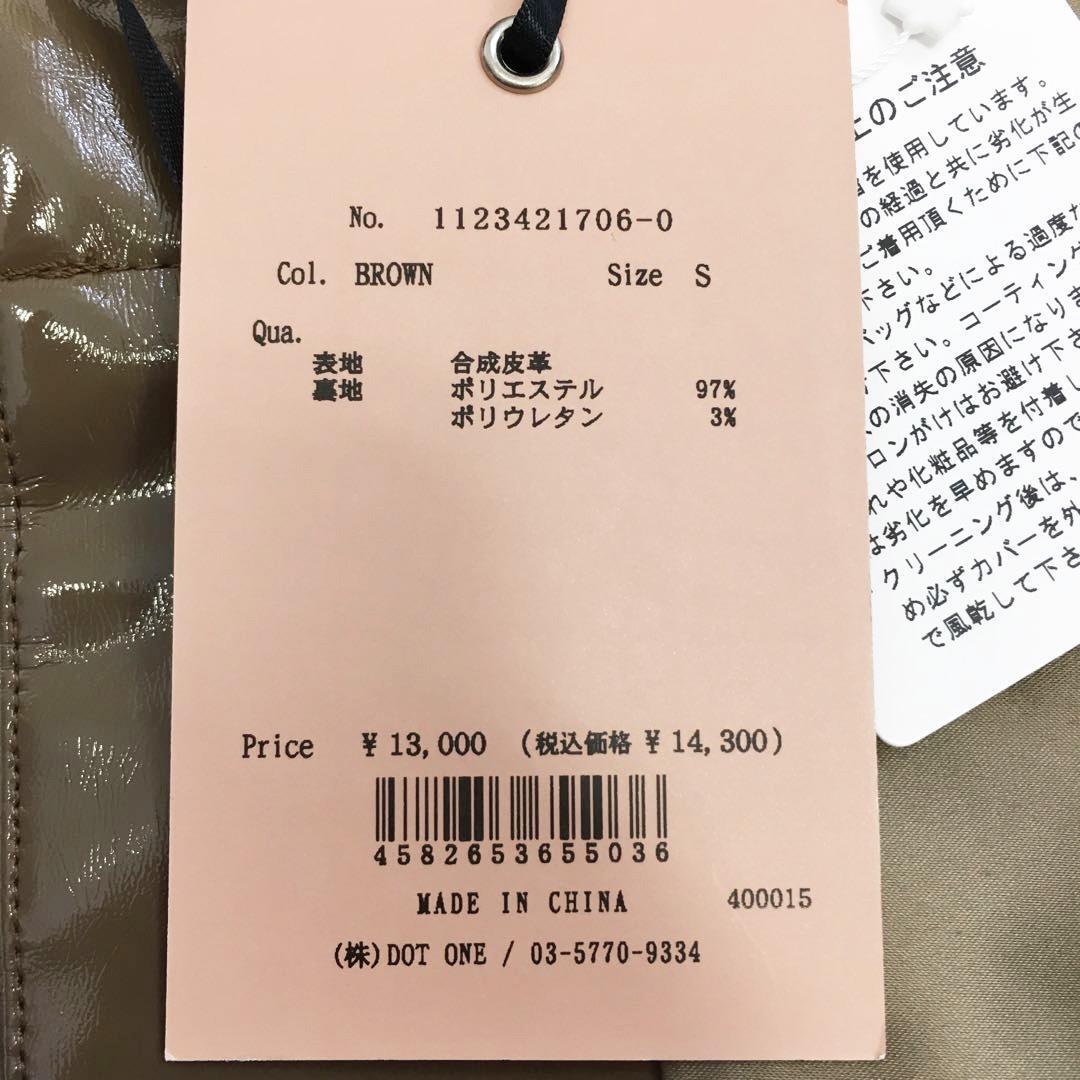 No. 1123421706-0
Col. BROWN Size S
Qua.
表地 合成皮革
裏地 ポリエステル 97%
ポリウレタン 3%
Price ¥13,000 (税込価格 ¥14,300)
4582653655036
MADE IN CHINA 400015
(株)DOT ONE / 03-5770-9334
上のご注意
を使用しています。
の経過と共に劣化が生
ご着用頂くために下記の
下さい。
バッグなどによる過度な
下さい。コーティング
の消失の原因になりま
ロンがけはお避け下さ
れや化粧品等を付着し
は劣化を早めますので
クリーニング後は、
め必ずカバーを外
で風乾して下さ